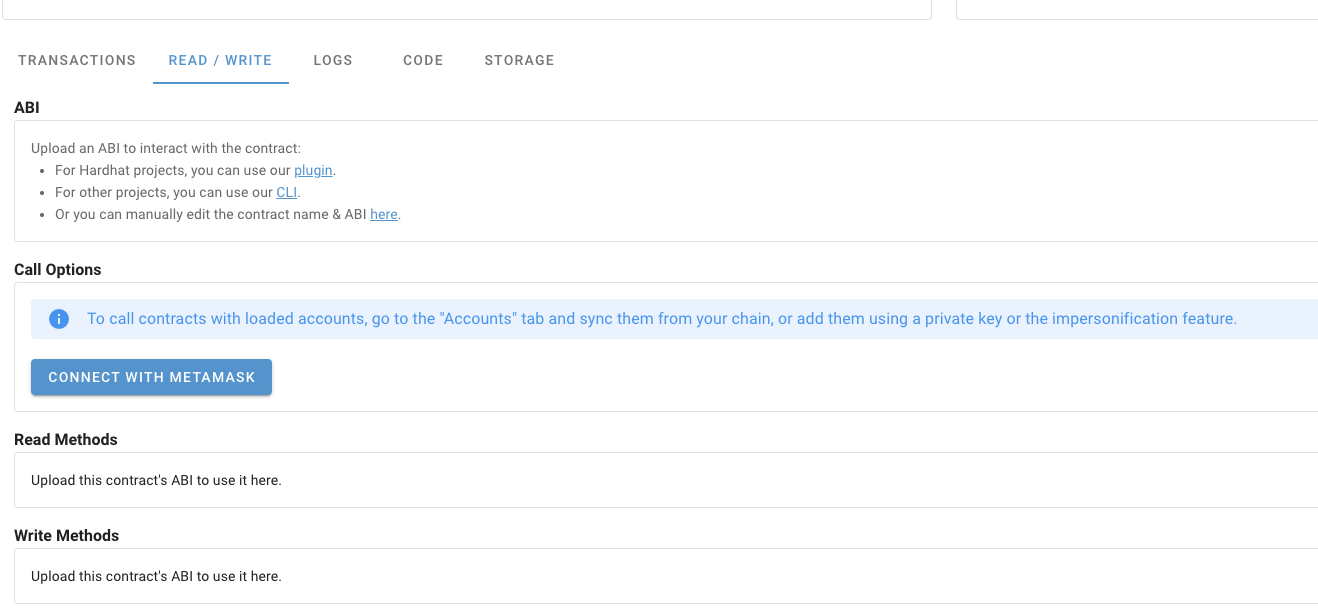 TRANSACTIONS READ / WRITE LOGS CODE STORAGE
ABI
Upload an ABI to interact with the contract:
• For Hardhat projects, you can use our plugin.
• For other projects, you can use our CLI.
• Or you can manually edit the contract name & ABI here.
Call Options
To call contracts with loaded accounts, go to the "Accounts" tab and sync them from your chain, or add them using a private key or the impersonification feature.
CONNECT WITH METAMASK
Read Methods
Upload this contract's ABI to use it here.
Write Methods
Upload this contract's ABI to use it here.